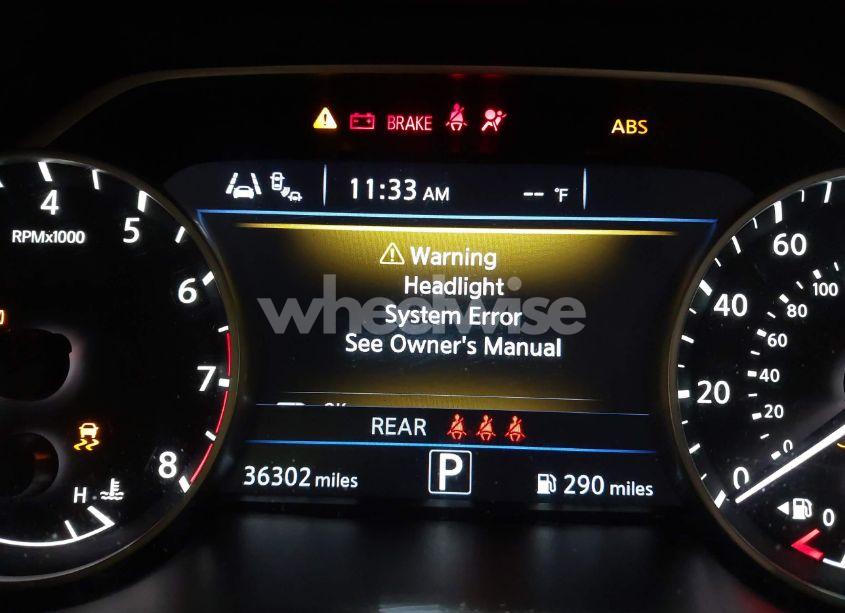 BRAKE
ABS
11:33 AM
-- °F
4
5
6
7
8
RPMx1000
Warning
Headlight
System Error
See Owner's Manual
wheelwise
REAR
36302 miles
P
290 miles
H
60
40
20
0
100
80
60
40
20
0
0